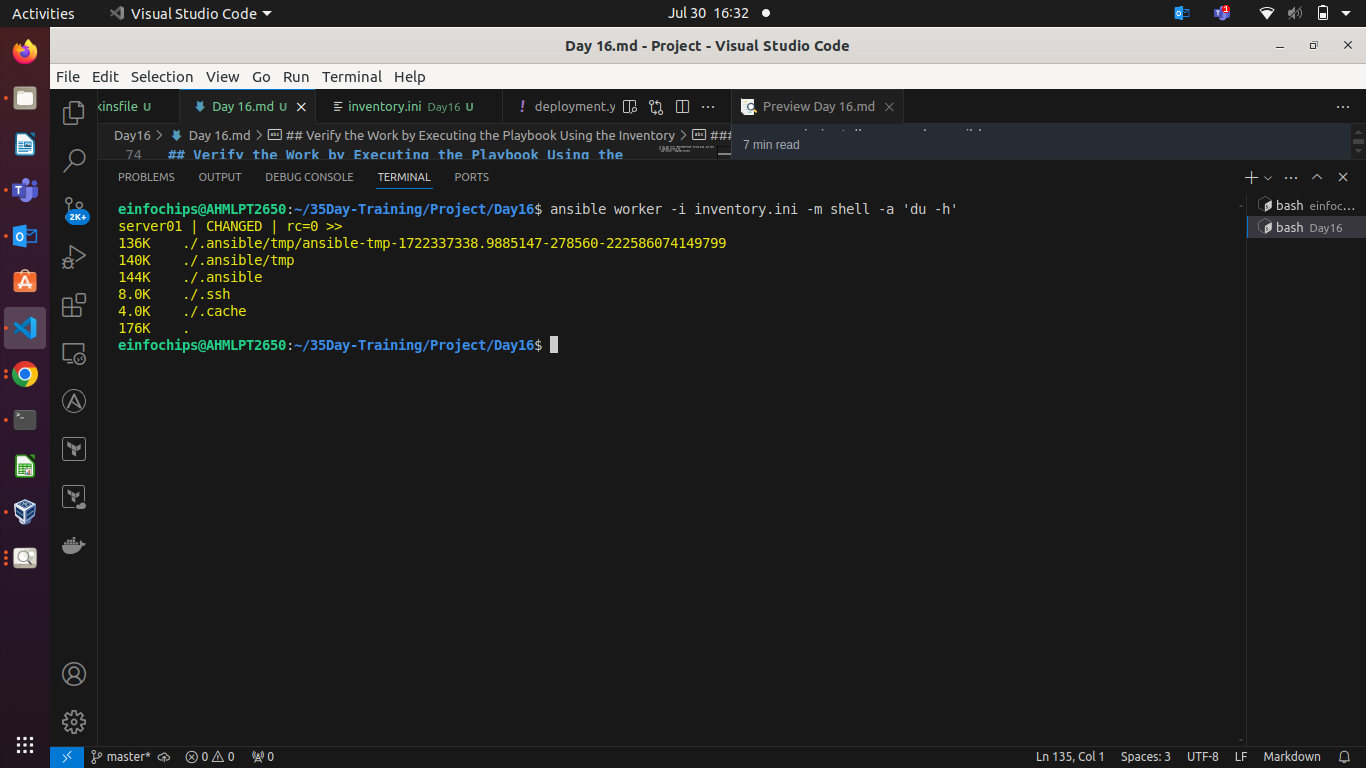 Activities Visual Studio Code Jul 30 16:32 1
Day 16.md - Project - Visual Studio Code
File Edit Selection View Go Run Terminal Help
kinsfile U Day 16.md U inventory.ini Day16 U ! deployment.y Preview Day 16.md
Day16 > Day 16.md > ## Verify the Work by Executing the Playbook Using the Inventory > ###
74 ## Verify the Work by Executing the Playbook Using the
7 min read
PROBLEMS OUTPUT DEBUG CONSOLE TERMINAL PORTS
einfochips@AHMLPT2650:~/35Day-Training/Project/Day16$ ansible worker -i inventory.ini -m shell -a 'du -h'
server01 | CHANGED | rc=0 >>
136K ./.ansible/tmp/ansible-tmp-1722337338.9885147-278560-222586074149799
140K ./.ansible/tmp
144K ./.ansible
8.0K ./.ssh
4.0K ./.cache
176K .
einfochips@AHMLPT2650:~/35Day-Training/Project/Day16$
bash einfoc...
bash Day16
2K+
master* 0 0 0 Ln 135, Col 1 Spaces: 3 UTF-8 LF Markdown